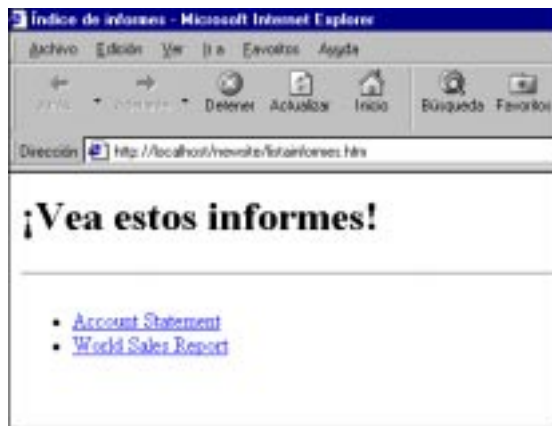 Índice de informes - Microsoft Internet Explorer
Archivo Edición Ver Ir a Favoritos Ayuda
Detener Actualizar Inicio Búsqueda Favoritos
Dirección http://localhost/newsite/listainformes.htm
¡Vea estos informes!
Account Statement
World Sales Report